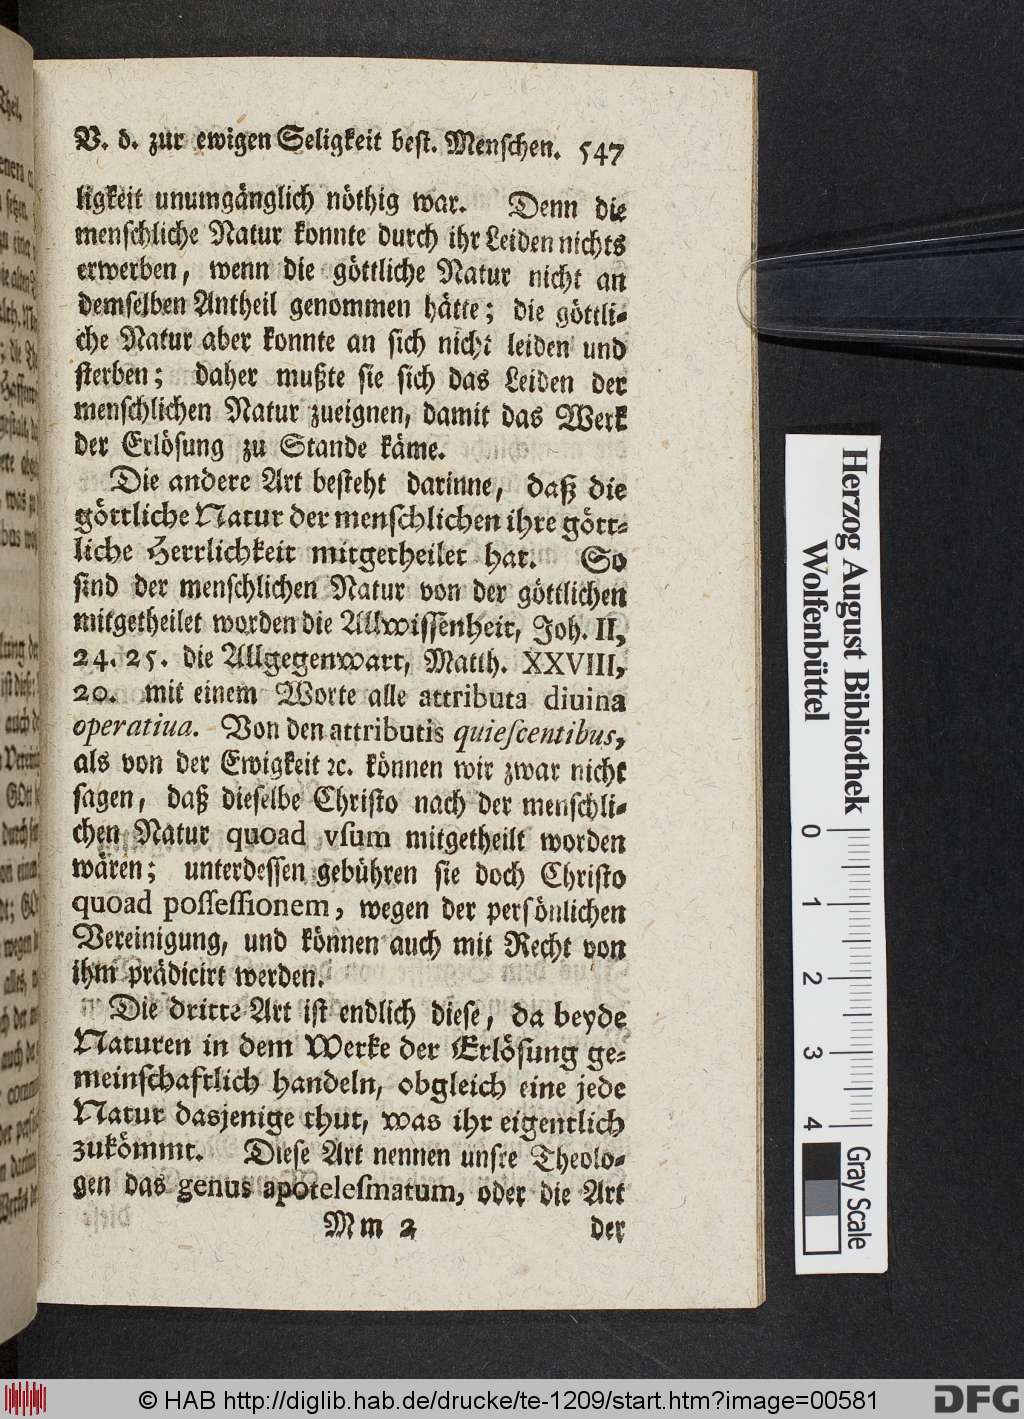 V. d. zur ewigen Seligkeit best. Menschen. 547
ligkeit unumgänglich nöthig war. Denn die
menschliche Natur konnte durch ihr Leiden nichts
erwerben, wenn die göttliche Natur nicht an
demselben Antheil genommen hätte; die göttli-
che Natur aber konnte an sich nicht leiden und
sterben; daher mußte sie sich das Leiden der
menschlichen Natur zueignen, damit das Werk
der Erlösung zu Stande käme.
Die andere Art besteht darinne, daß die
göttliche Natur der menschlichen ihre gött-
liche Herrlichkeit mitgetheilet hat. So
sind der menschlichen Natur von der göttlichen
mitgetheilet worden die Allwissenheit, Joh. II,
24. 25. die Allgegenwart, Matth. XXVIII,
20. mit einem Worte alle attributa diuina
operatiua. Von den attributis quieſcentibus,
als von der Ewigkeit ꝛc. können wir zwar nicht
sagen, daß dieselbe Christo nach der menschli-
chen Natur quoad vſum mitgetheilt worden
wären; unterdessen gebühren sie doch Christo
quoad poſſeſſionem, wegen der persönlichen
Vereinigung, und können auch mit Recht von
ihm prädicirt werden.
Die dritte Art ist endlich diese, da beyde
Naturen in dem Werke der Erlösung ge-
meinschaftlich handeln, obgleich eine jede
Natur dasjenige thut, was ihr eigentlich
zukömmt. Diese Art nennen unsre Theolo-
gen das genus apoteleſmatum, oder die Art
Mm 2 der
Herzog August Bibliothek
Wolfenbüttel
0 1 2 3 4
Gray Scale
© HAB http://diglib.hab.de/drucke/te-1209/start.htm?image=00581
DFG